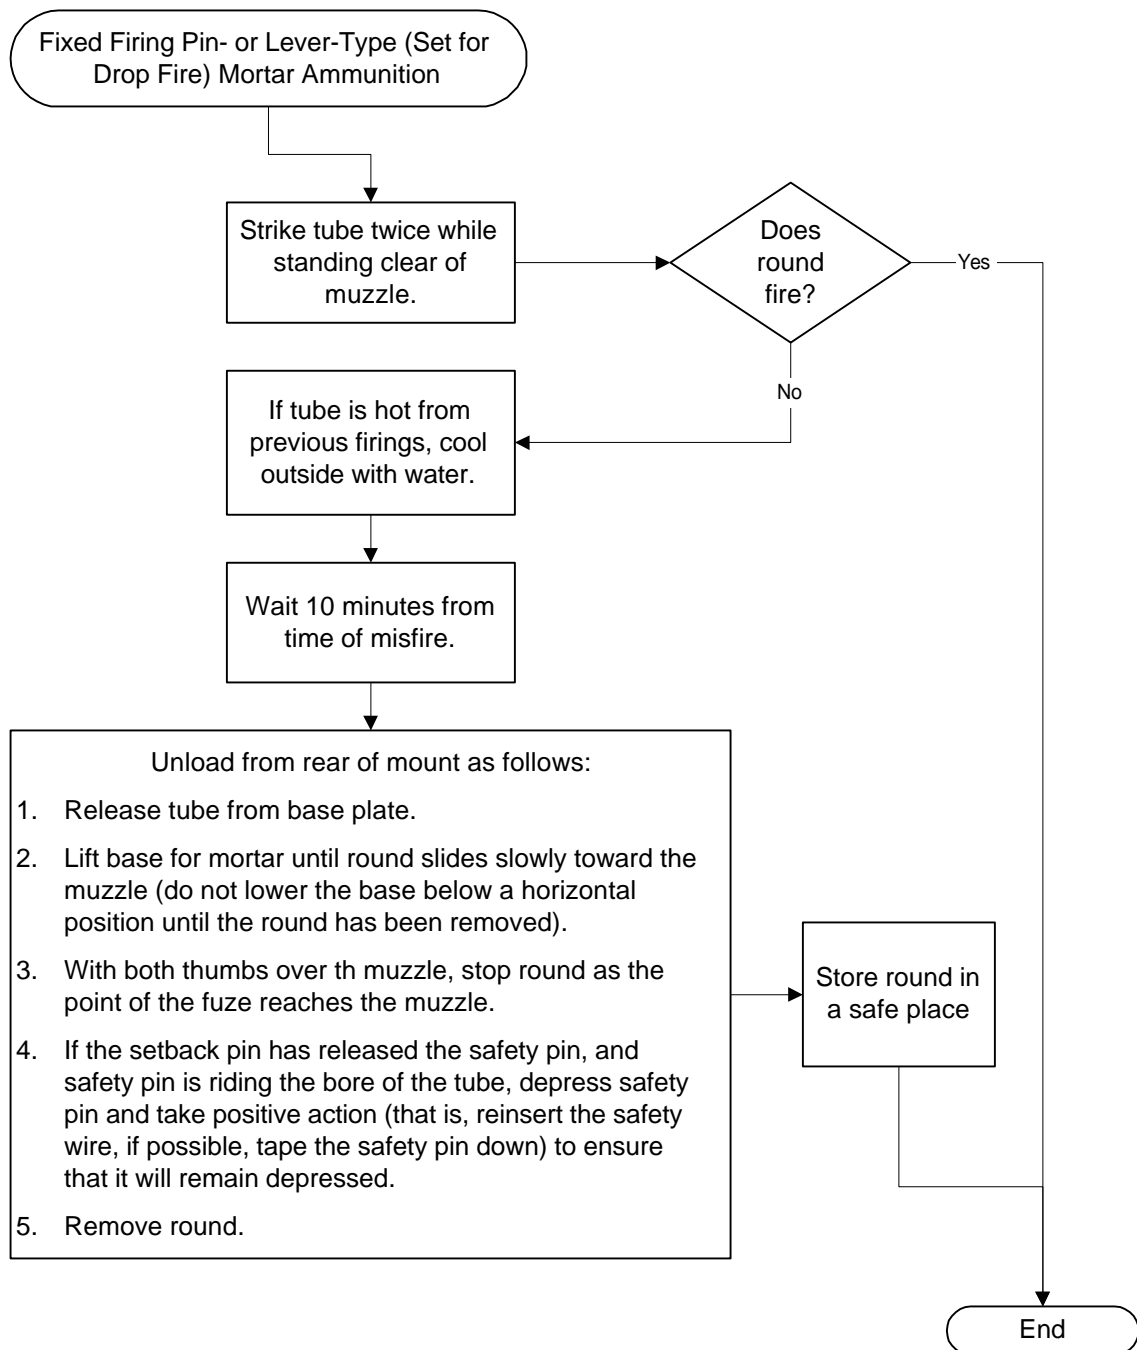 Fixed Firing Pin- or Lever-Type (Set for
Drop Fire) Mortar Ammunition
Strike tube twice while
standing clear of
muzzle.
Does
round
fire?
Yes
No
If tube is hot from
previous firings, cool
outside with water.
Wait 10 minutes from
time of misfire.
Unload from rear of mount as follows:
1. Release tube from base plate.
2. Lift base for mortar until round slides slowly toward the
muzzle (do not lower the base below a horizontal
position until the round has been removed).
3. With both thumbs over th muzzle, stop round as the
point of the fuze reaches the muzzle.
4. If the setback pin has released the safety pin, and
safety pin is riding the bore of the tube, depress safety
pin and take positive action (that is, reinsert the safety
wire, if possible, tape the safety pin down) to ensure
that it will remain depressed.
5. Remove round.
Store round in
a safe place
End